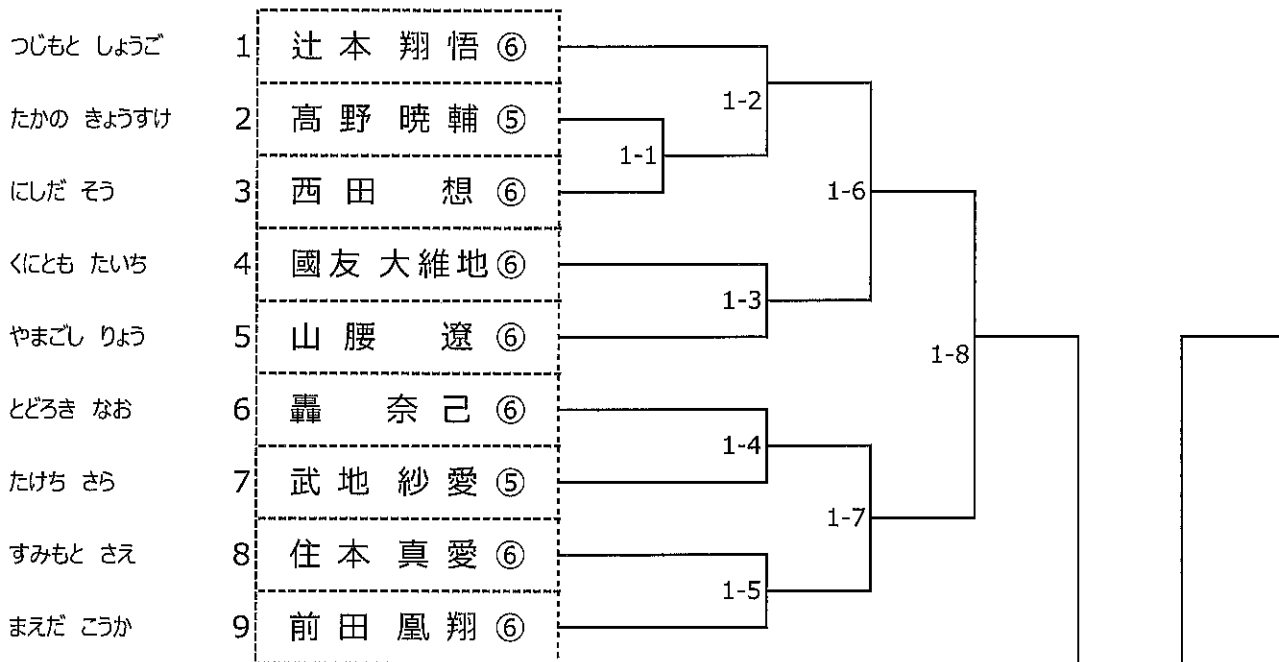 つじもと しょうご 1 辻本 翔悟 ⑥
たかの きょうすけ 2 髙野 暁輔 ⑤
にしだ そう 3 西田 想 ⑥
くにとも たいち 4 國友 大維地 ⑥
やまごし りょう 5 山腰 遼 ⑥
とどろき なお 6 轟 奈己 ⑥
たけち さら 7 武地 紗愛 ⑤
すみもと さえ 8 住本 真愛 ⑥
まえだ こうか 9 前田 凰翔 ⑥
1-1
1-2
1-3
1-4
1-5
1-6
1-7
1-8